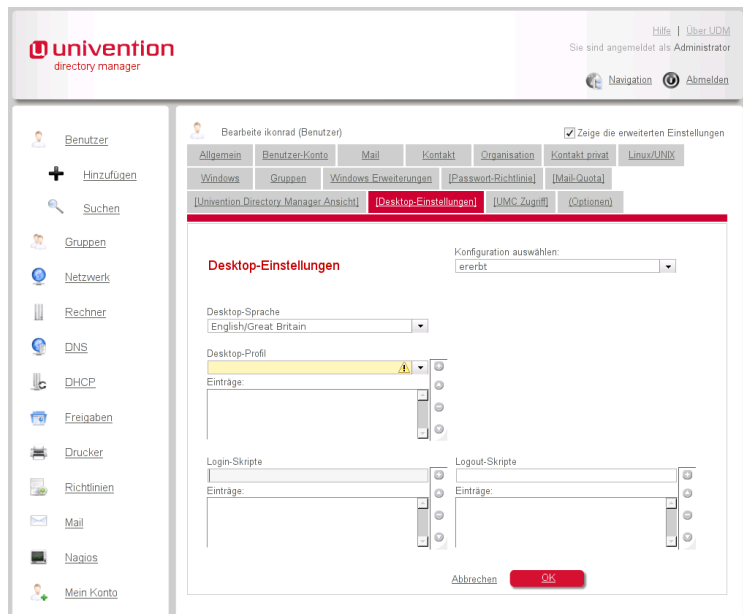 Hilfe | Über UDM
univention
directory manager
Sie sind angemeldet als Administrator
Navigation Abmelden
Benutzer
Hinzufügen
Suchen
Gruppen
Netzwerk
Rechner
DNS
DHCP
Freigaben
Drucker
Richtlinien
Mail
Nagios
Mein Konto
Bearbeite ikonrad (Benutzer) Zeige die erweiterten Einstellungen
Allgemein Benutzer-Konto Mail Kontakt Organisation Kontakt privat Linux/UNIX
Windows Gruppen Windows Erweiterungen [Passwort-Richtlinie] [Mail-Quota]
[Univention Directory Manager Ansicht] [Desktop-Einstellungen] [UMC Zugriff] (Optionen)
Desktop-Einstellungen
Konfiguration auswählen:
ererbt
Desktop-Sprache
English/Great Britain
Desktop-Profil
Einträge:
Login-Skripte Logout-Skripte
Einträge: Einträge:
Abbrechen OK